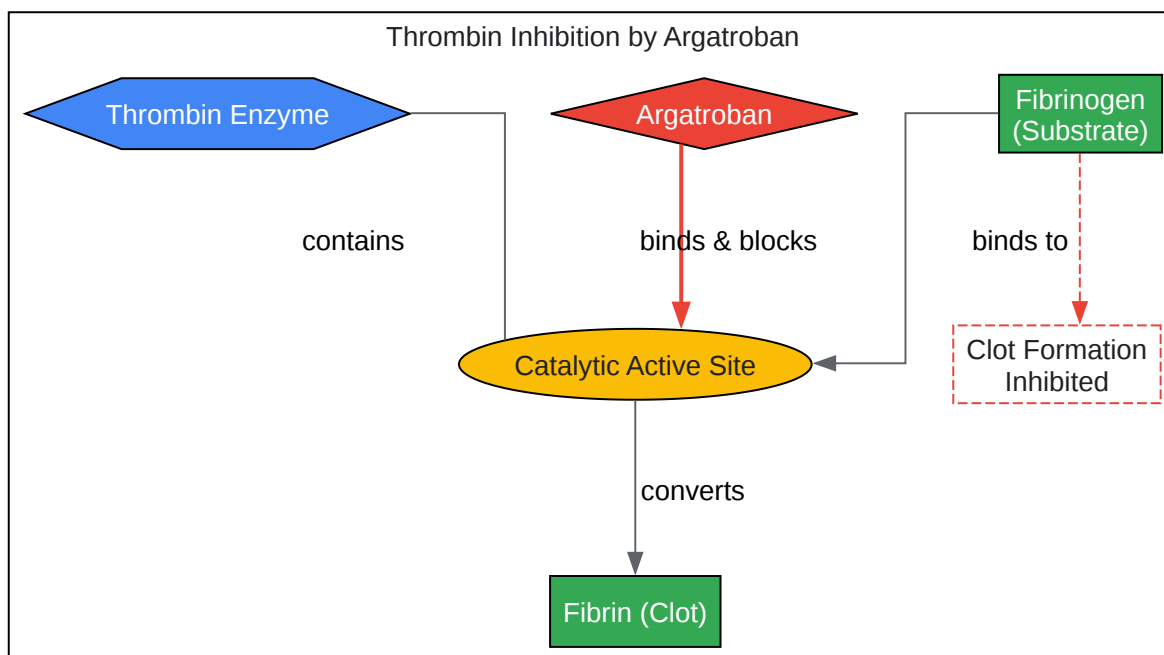 Thrombin Inhibition by Argatroban
Thrombin Enzyme
Argatroban
Fibrinogen
(Substrate)
contains
binds & blocks
binds to
Catalytic Active Site
Clot Formation
Inhibited
converts
Fibrin (Clot)